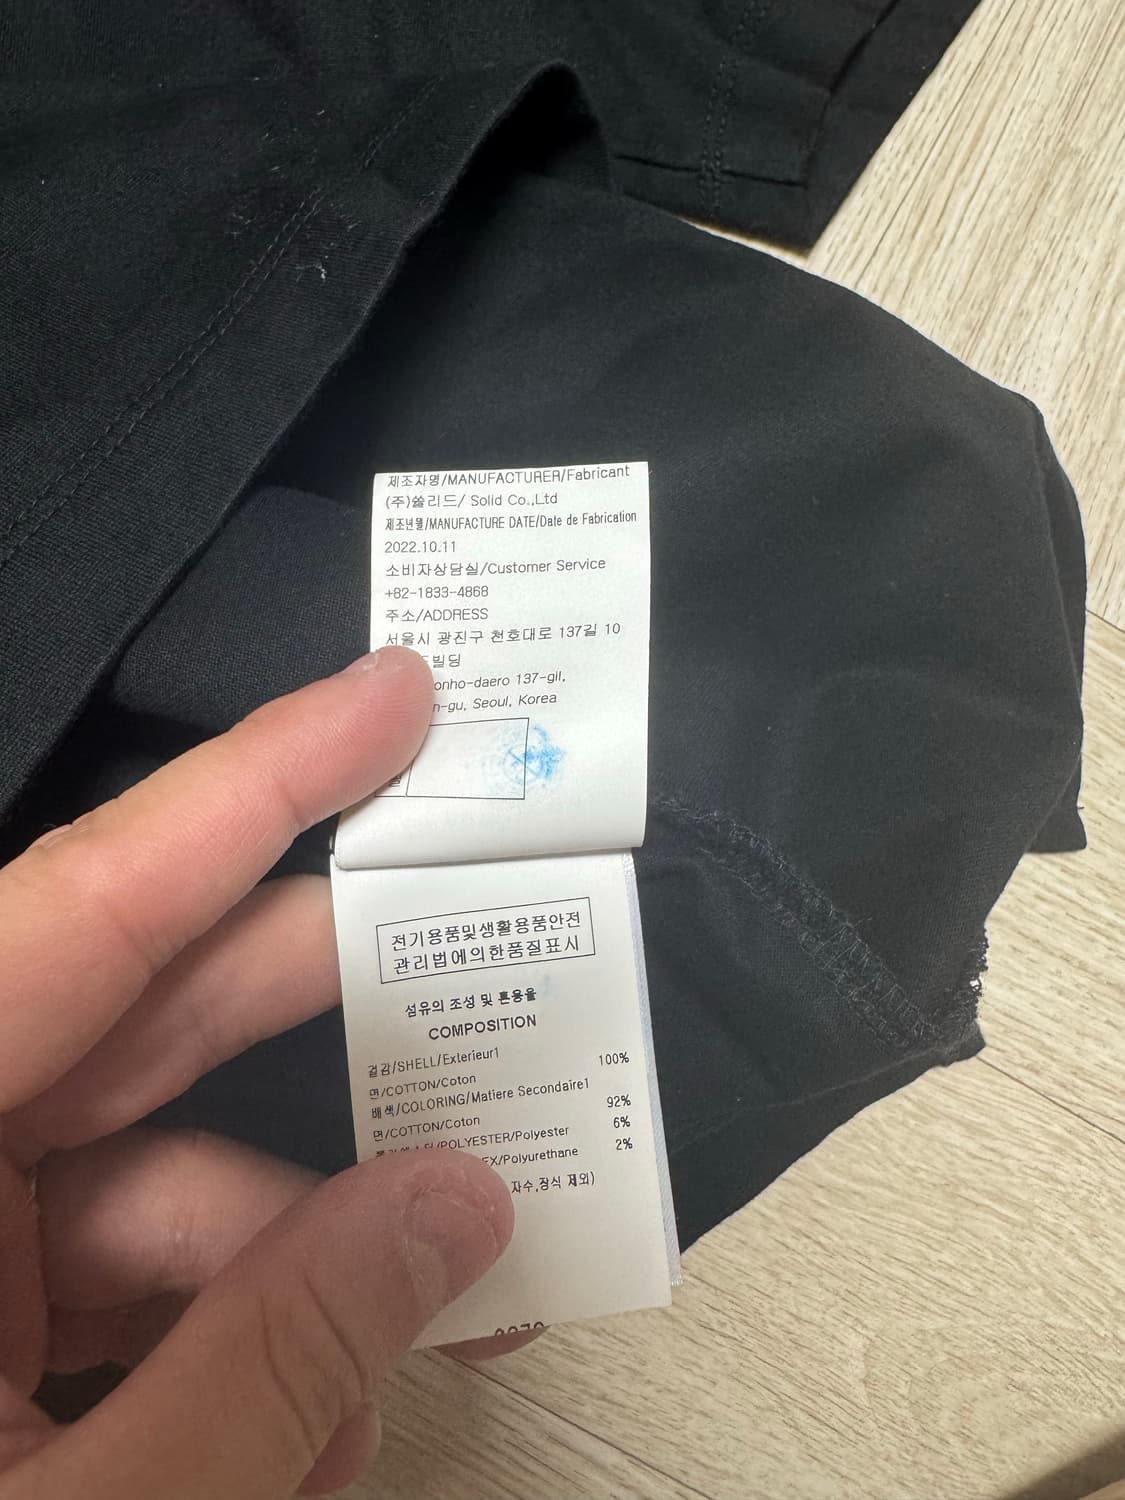 제조자명/MANUFACTURER/Fabricant
(주)쏠리드/ Solid Co.,Ltd
제조년월/MANUFACTURE DATE/Date de Fabrication
2022.10.11
소비자상담실/Customer Service
+82-1833-4868
주소/ADDRESS
서울시 광진구 천호대로 137길 10
빌딩
137-gil,
Seoul, Korea
전기용품및생활용품안전
관리법에의한품질표시
섬유의 조성 및 혼용율
COMPOSITION
겉감/SHELL/Exterieur1
면/COTTON/Coton 100%
배색/COLORING/Matiere Secondaire1
면/COTTON/Coton 92%
/POLYESTER/Polyester 6%
/Polyurethane 2%
자수,장식 제외)